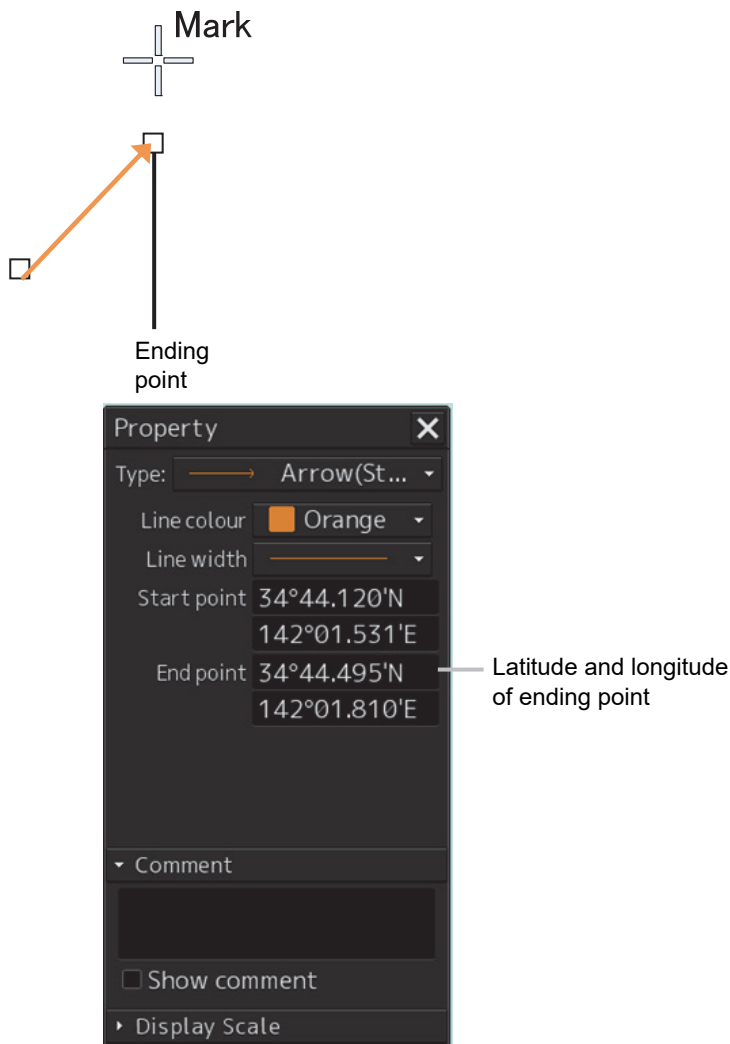 Mark
Ending
point
Property
Type: Arrow(St...
Line colour Orange
Line width
Start point 34°44.120'N
142°01.531'E
End point 34°44.495'N
142°01.810'E
Latitude and longitude
of ending point
Comment
Show comment
Display Scale